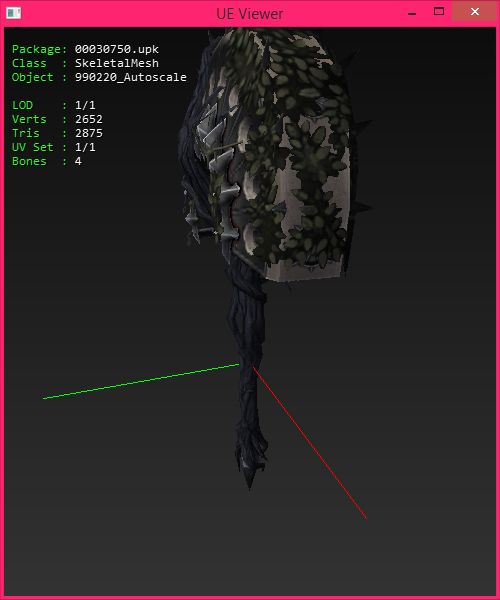 UE Viewer
Package: 00030750.upk
Class : SkeletalMesh
Object : 990220_Autoscale
LOD : 1/1
Verts : 2652
Tris : 2875
UV Set : 1/1
Bones : 4